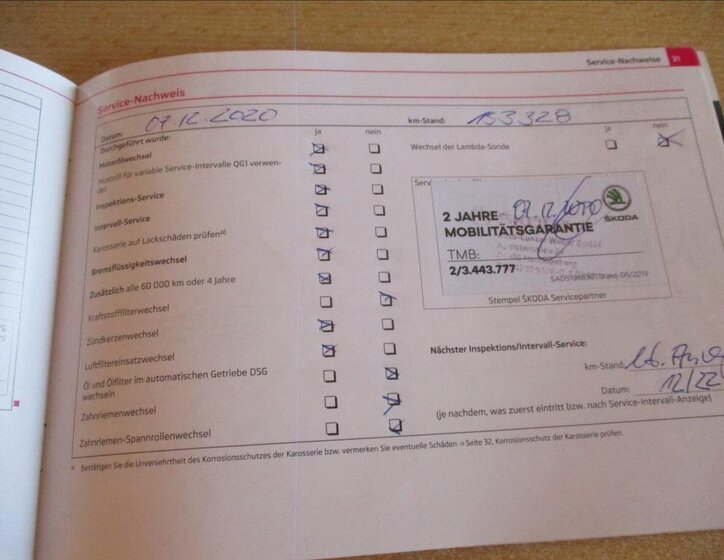 Service-Nachweise 31
Service-Nachweis
Datum: 07.12.2020 km-Stand: 153328
Durchgeführt wurde: ja nein ja nein
Motorölwechsel
Wechsel der Lambda-Sonde
Motoröl für variable Service-Intervalle QG1 verwen-
det
Inspektions-Service
Intervall-Service
Karosserie auf Lackschäden prüfen
Bremsflüssigkeitswechsel
Zusätzlich alle 60 000 km oder 4 Jahre
Kraftstofffilterwechsel
Zündkerzenwechsel
Luftfiltereinsatzwechsel
Öl und Ölfilter im automatischen Getriebe DSG
wechseln
Zahnriemenwechsel
Zahnriemen-Spannrollenwechsel
Serv
2 JAHRE 07.12.2020
ŠKODA
MOBILITÄTSGARANTIE
TMB:
2/3.443.777
Stempel ŠKODA Servicepartner
Nächster Inspektions/Intervall-Service:
km-Stand:
Datum: 12/22
(je nachdem, was zuerst eintritt bzw. nach Service-Intervall-Anzeige)
Bestätigen Sie die Unversehrtheit des Korrosionsschutzes der Karosserie bzw. vermerken Sie eventuelle Schäden ⇒ Seite 32, Korrosionsschutz der Karosserie prüfen.